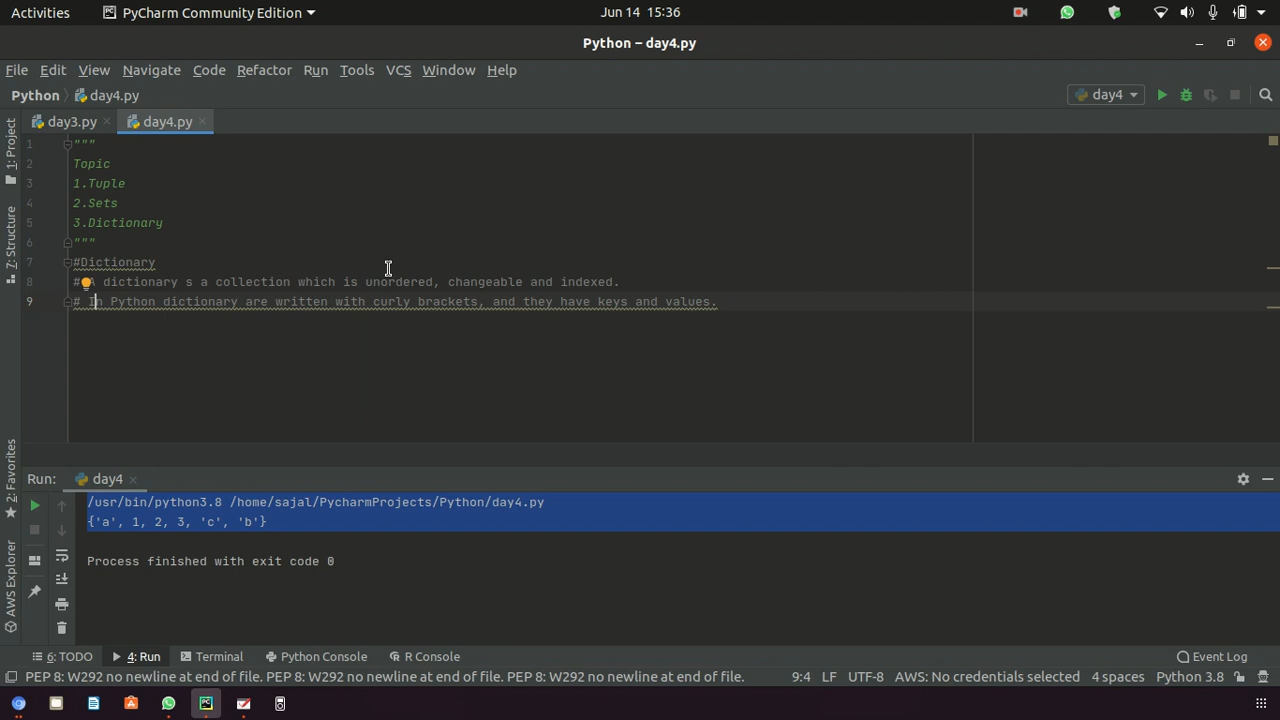 Activities PyCharm Community Edition Jun 14 15:36
Python – day4.py
File Edit View Navigate Code Refactor Run Tools VCS Window Help
Python day4.py day4
day3.py day4.py
1 """
2 Topic
3 1.Tuple
4 2.Sets
5 3.Dictionary
6 """
7 #Dictionary
8 # A dictionary s a collection which is unordered, changeable and indexed.
9 # In Python dictionary are written with curly brackets, and they have keys and values.
1: Project
7: Structure
2: Favorites
AWS Explorer
Run: day4
/usr/bin/python3.8 /home/sajal/PycharmProjects/Python/day4.py
{'a', 1, 2, 3, 'c', 'b'}
Process finished with exit code 0
6: TODO 4: Run Terminal Python Console R Console Event Log
PEP 8: W292 no newline at end of file. PEP 8: W292 no newline at end of file. PEP 8: W292 no newline at end of file. 9:4 LF UTF-8 AWS: No credentials selected 4 spaces Python 3.8